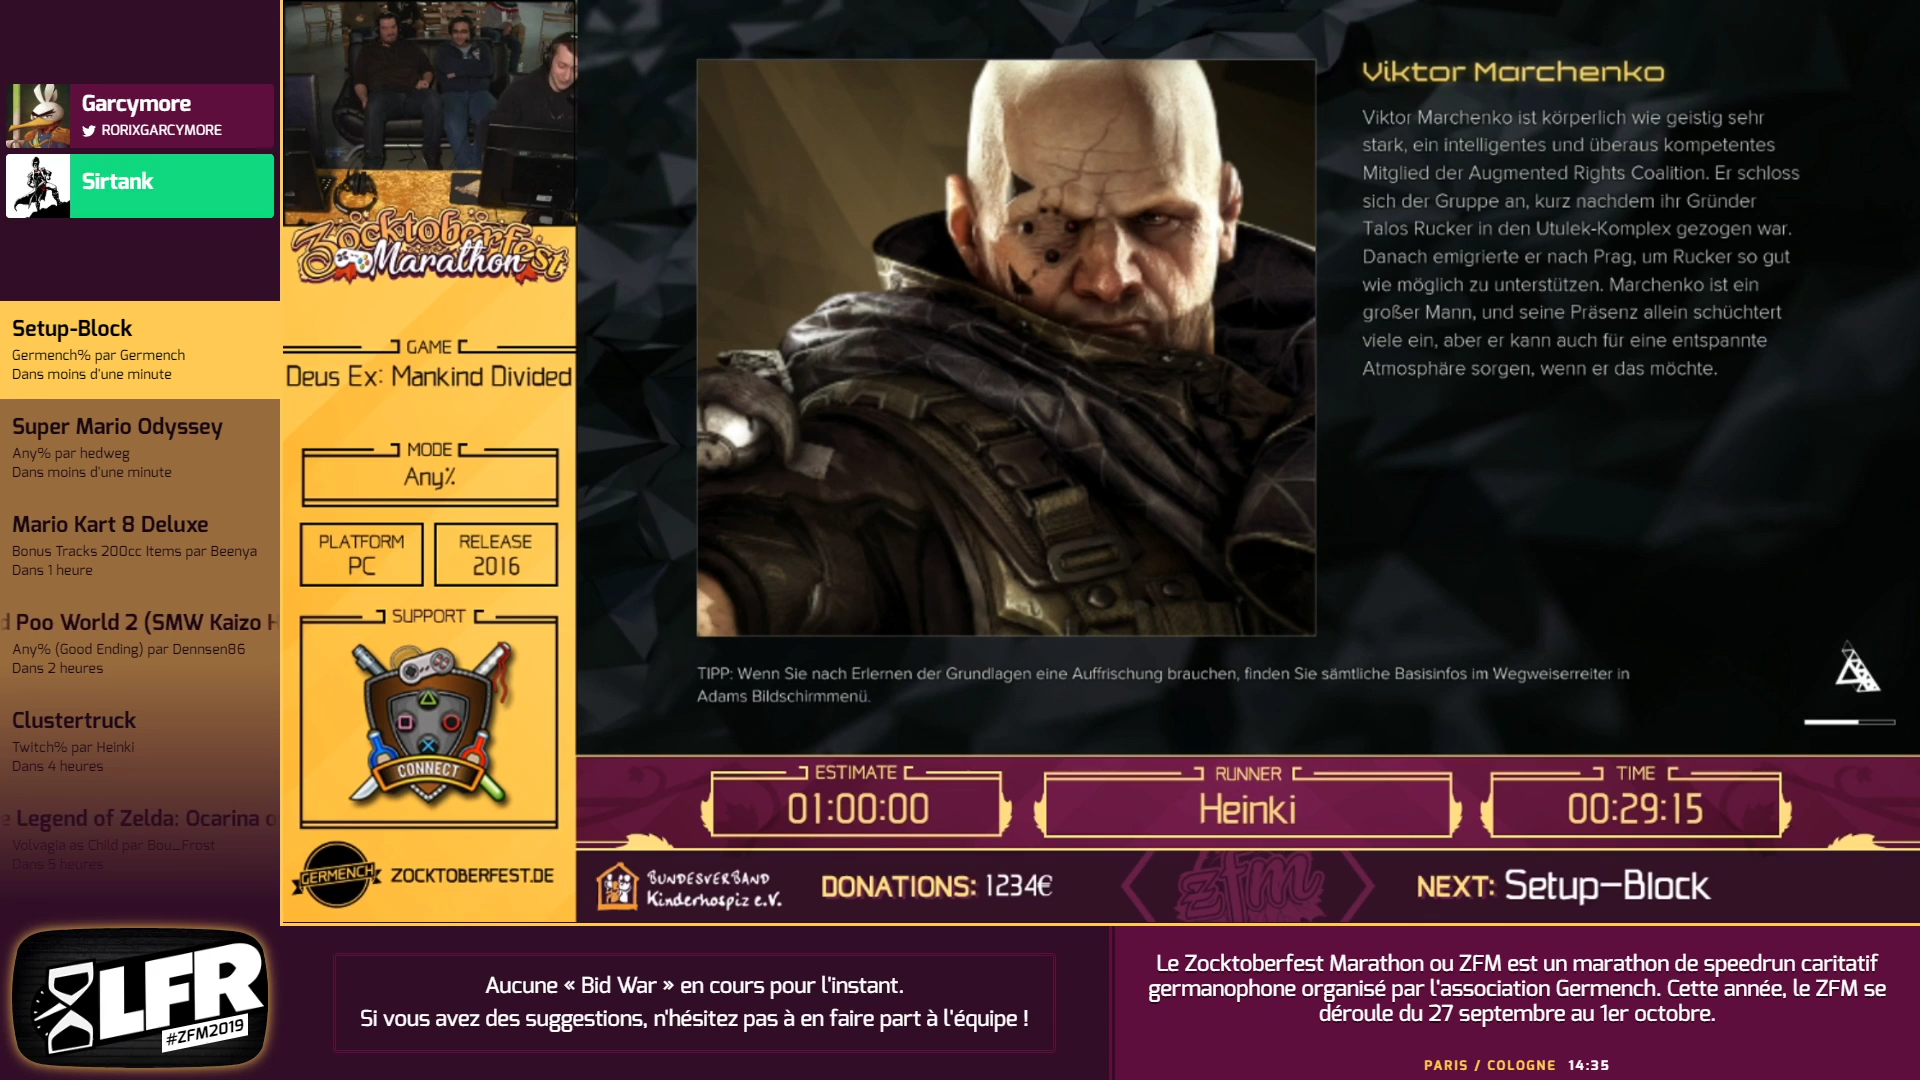 Garcymore
RORIXGARCYMORE
Sirtank
Setup-Block
Germench% par Germench
Dans moins d'une minute
Super Mario Odyssey
Any% par hedweg
Dans moins d'une minute
Mario Kart 8 Deluxe
Bonus Tracks 200cc Items par Beenya
Dans 1 heure
Poo World 2 (SMW Kaizo
Any% (Good Ending) par Dennsen86
Dans 2 heures
Clustertruck
Twitch% par Heinki
Dans 4 heures
Legend of Zelda: Ocarina
Volvagia as Child par Bou_Frost
Dans 5 heures
LFR
#ZFM2019
Zocktoberfest
Marathon
GAME
Deus Ex: Mankind Divided
MODE
Any%
PLATFORM
PC
RELEASE
2016
SUPPORT
CONNECT
GERMENCH
ZOCKTOBERFEST.DE
Viktor Marchenko
Viktor Marchenko ist körperlich wie geistig sehr
stark, ein intelligentes und überaus kompetentes
Mitglied der Augmented Rights Coalition. Er schloss
sich der Gruppe an, kurz nachdem ihr Gründer
Talos Rucker in den Utulek-Komplex gezogen war.
Danach emigrierte er nach Prag, um Rucker so gut
wie möglich zu unterstützen. Marchenko ist ein
großer Mann, und seine Präsenz allein schüchtert
viele ein, aber er kann auch für eine entspannte
Atmosphäre sorgen, wenn er das möchte.
TIPP: Wenn Sie nach Erlernen der Grundlagen eine Auffrischung brauchen, finden Sie sämtliche Basisinfos im Wegweiserreiter in
Adams Bildschirmmenü.
ESTIMATE
01:00:00
RUNNER
Heinki
TIME
00:29:15
BUNDESVERBAND
Kinderhospiz e.V.
DONATIONS: 1234€
zfm
NEXT: Setup-Block
Aucune « Bid War » en cours pour l'instant.
Si vous avez des suggestions, n'hésitez pas à en faire part à l'équipe !
Le Zocktoberfest Marathon ou ZFM est un marathon de speedrun caritatif
germanophone organisé par l'association Germench. Cette année, le ZFM se
déroule du 27 septembre au 1er octobre.
PARIS / COLOGNE 14:35